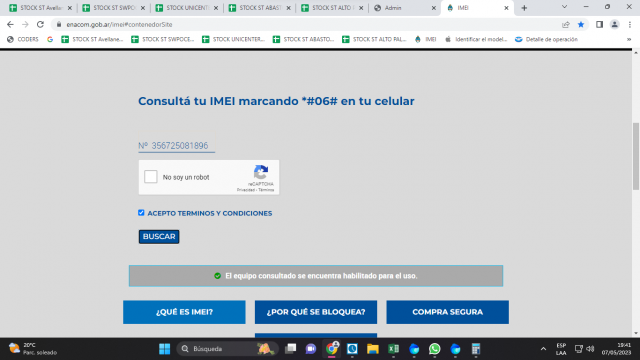 STOCK ST Avellane
STOCK ST SWPOC
STOCK ST UNICENTE
STOCK ST ABAST
STOCK ST ALTO P
Admin
IMEI
enacom.gob.ar/imei#contenedorSite
CODERS
STOCK ST Avellane...
STOCK ST SWPOCE...
STOCK UNICENTER...
STOCK ST ABASTO...
STOCK ST ALTO PAL...
IMEI
Identificar el model...
Detalle de operación
Consultá tu IMEI marcando *#06# en tu celular
Nº 356725081896
No soy un robot
reCAPTCHA
Privacidad - Términos
ACEPTO TERMINOS Y CONDICIONES
BUSCAR
El equipo consultado se encuentra habilitado para el uso.
¿QUÉ ES IMEI?
¿POR QUÉ SE BLOQUEA?
COMPRA SEGURA
20°C
Parc. soleado
Búsqueda
ESP
LAA
19:41
07/05/2023